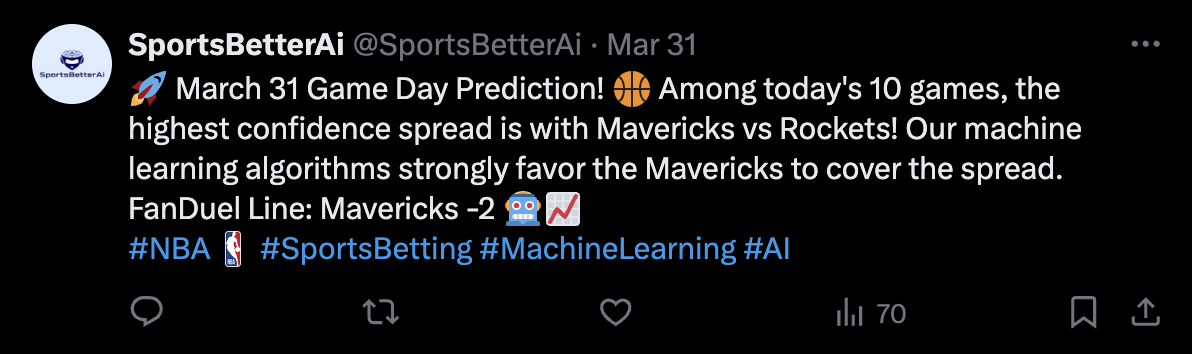 SportsBetterAi
SportsBetterAi @SportsBetterAi · Mar 31
🚀 March 31 Game Day Prediction! 🏀 Among today's 10 games, the
highest confidence spread is with Mavericks vs Rockets! Our machine
learning algorithms strongly favor the Mavericks to cover the spread.
FanDuel Line: Mavericks -2 🤖📈
#NBA #SportsBetting #MachineLearning #AI
70